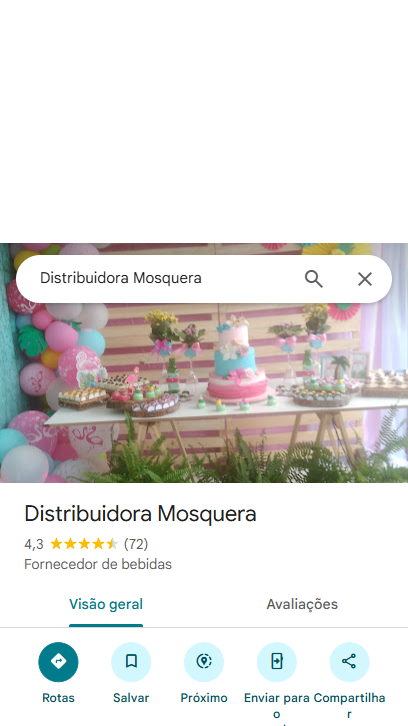 Distribuidora Mosquera
Distribuidora Mosquera
4,3 (72)
Fornecedor de bebidas
Visão geral
Avaliações
Rotas
Salvar
Próximo
Enviar para o
Compartilhar